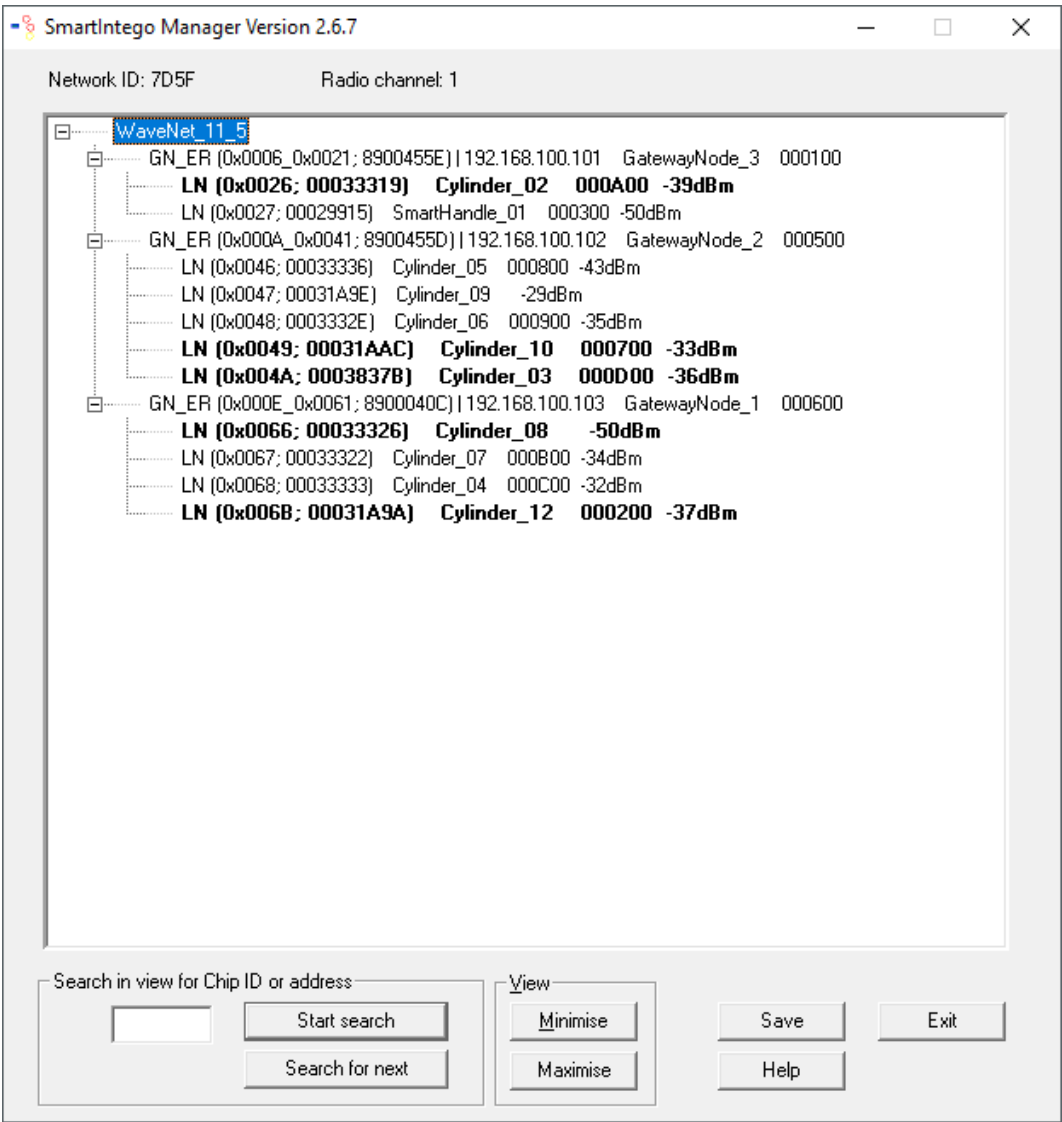 SmartIntego Manager Version 2.6.7
Network ID: 7D5F Radio channel: 1
WaveNet_11_5
GN_ER (0x0006_0x0021; 8900455E) | 192.168.100.101 GatewayNode_3 000100
LN (0x0026; 00033319) Cylinder_02 000A00 -39dBm
LN (0x0027; 00029915) SmartHandle_01 000300 -50dBm
GN_ER (0x000A_0x0041; 8900455D) | 192.168.100.102 GatewayNode_2 000500
LN (0x0046; 00033336) Cylinder_05 000800 -43dBm
LN (0x0047; 00031A9E) Cylinder_09 -29dBm
LN (0x0048; 0003332E) Cylinder_06 000900 -35dBm
LN (0x0049; 00031AAC) Cylinder_10 000700 -33dBm
LN (0x004A; 0003837B) Cylinder_03 000D00 -36dBm
GN_ER (0x000E_0x0061; 8900040C) | 192.168.100.103 GatewayNode_1 000600
LN (0x0066; 00033326) Cylinder_08 -50dBm
LN (0x0067; 00033322) Cylinder_07 000B00 -34dBm
LN (0x0068; 00033333) Cylinder_04 000C00 -32dBm
LN (0x006B; 00031A9A) Cylinder_12 000200 -37dBm
Search in view for Chip ID or address View
Start search Minimise Save Exit
Search for next Maximise Help